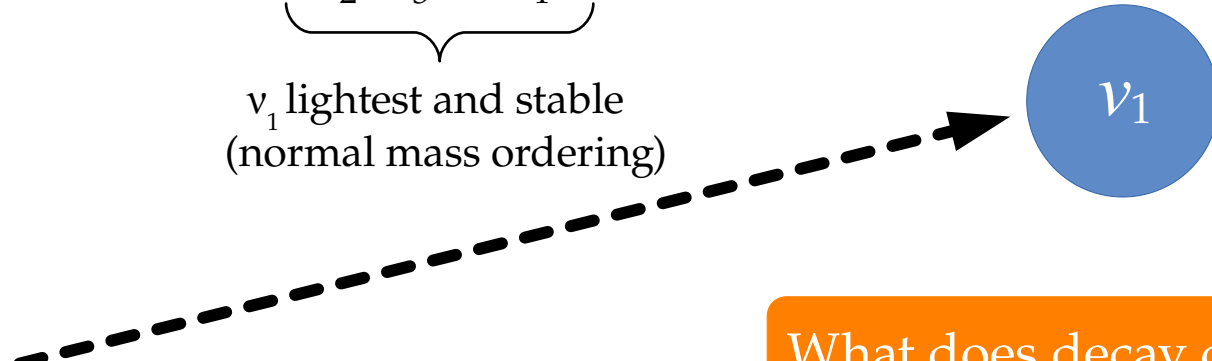 ν₁ lightest and stable
(normal mass ordering)
ν₁
What does decay